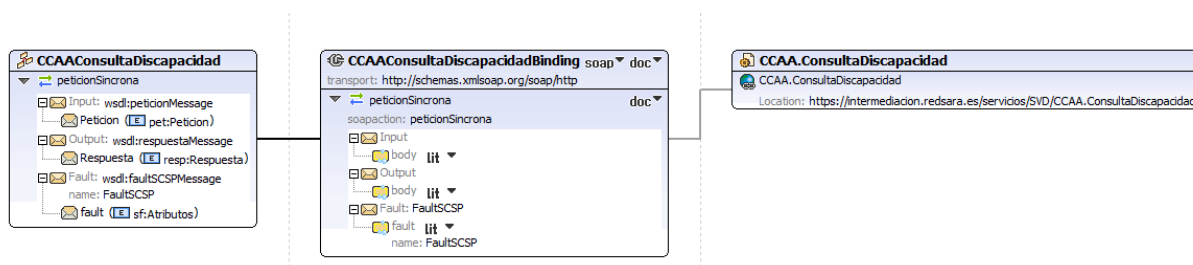 CCAAConsultaDiscapacidad
peticionSincrona
Input: wsdl:peticionMessage
Peticion (E pet:Peticion)
Output: wsdl:respuestaMessage
Respuesta (E resp:Respuesta)
Fault: wsdl:faultSCSPMessage
name: FaultSCSP
fault (E sf:Atributos)
CCAAConsultaDiscapacidadBinding soap doc
transport: http://schemas.xmlsoap.org/soap/http
peticionSincrona doc
soapaction: peticionSincrona
Input
body lit
Output
body lit
Fault: FaultSCSP
fault lit
name: FaultSCSP
CCAA.ConsultaDiscapacidad
CCAA.ConsultaDiscapacidad
Location: https://intermediacion.redsara.es/servicios/SVD/CCAA.ConsultaDiscapacidad